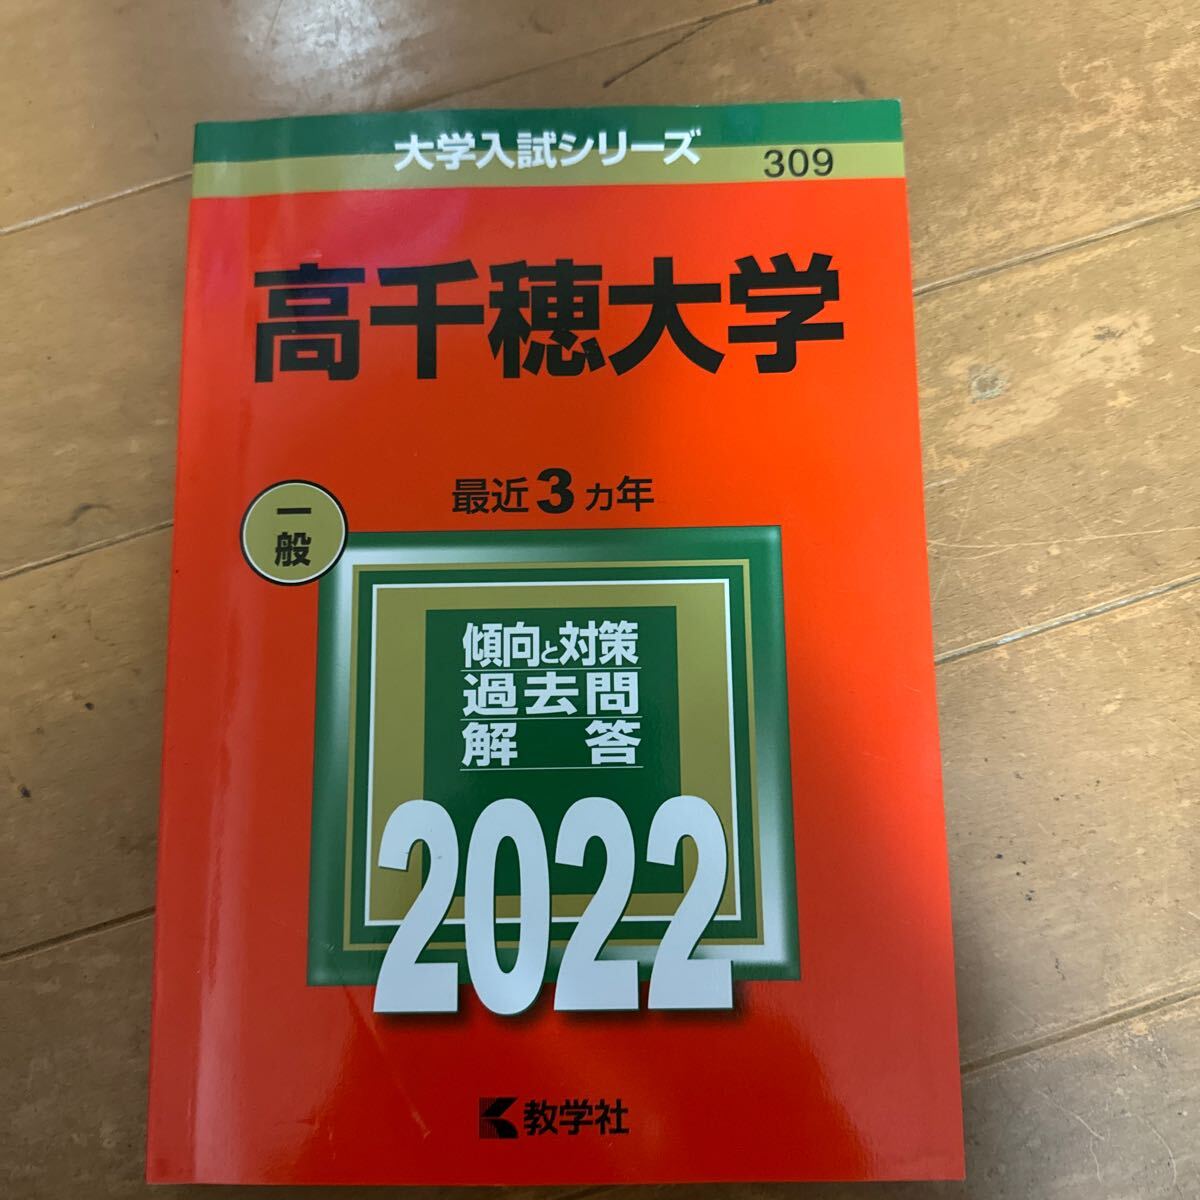 大学入試シリーズ
309
高千穂大学
最近3ヵ年
一般
傾向と対策
過去問
解答
2022
教学社